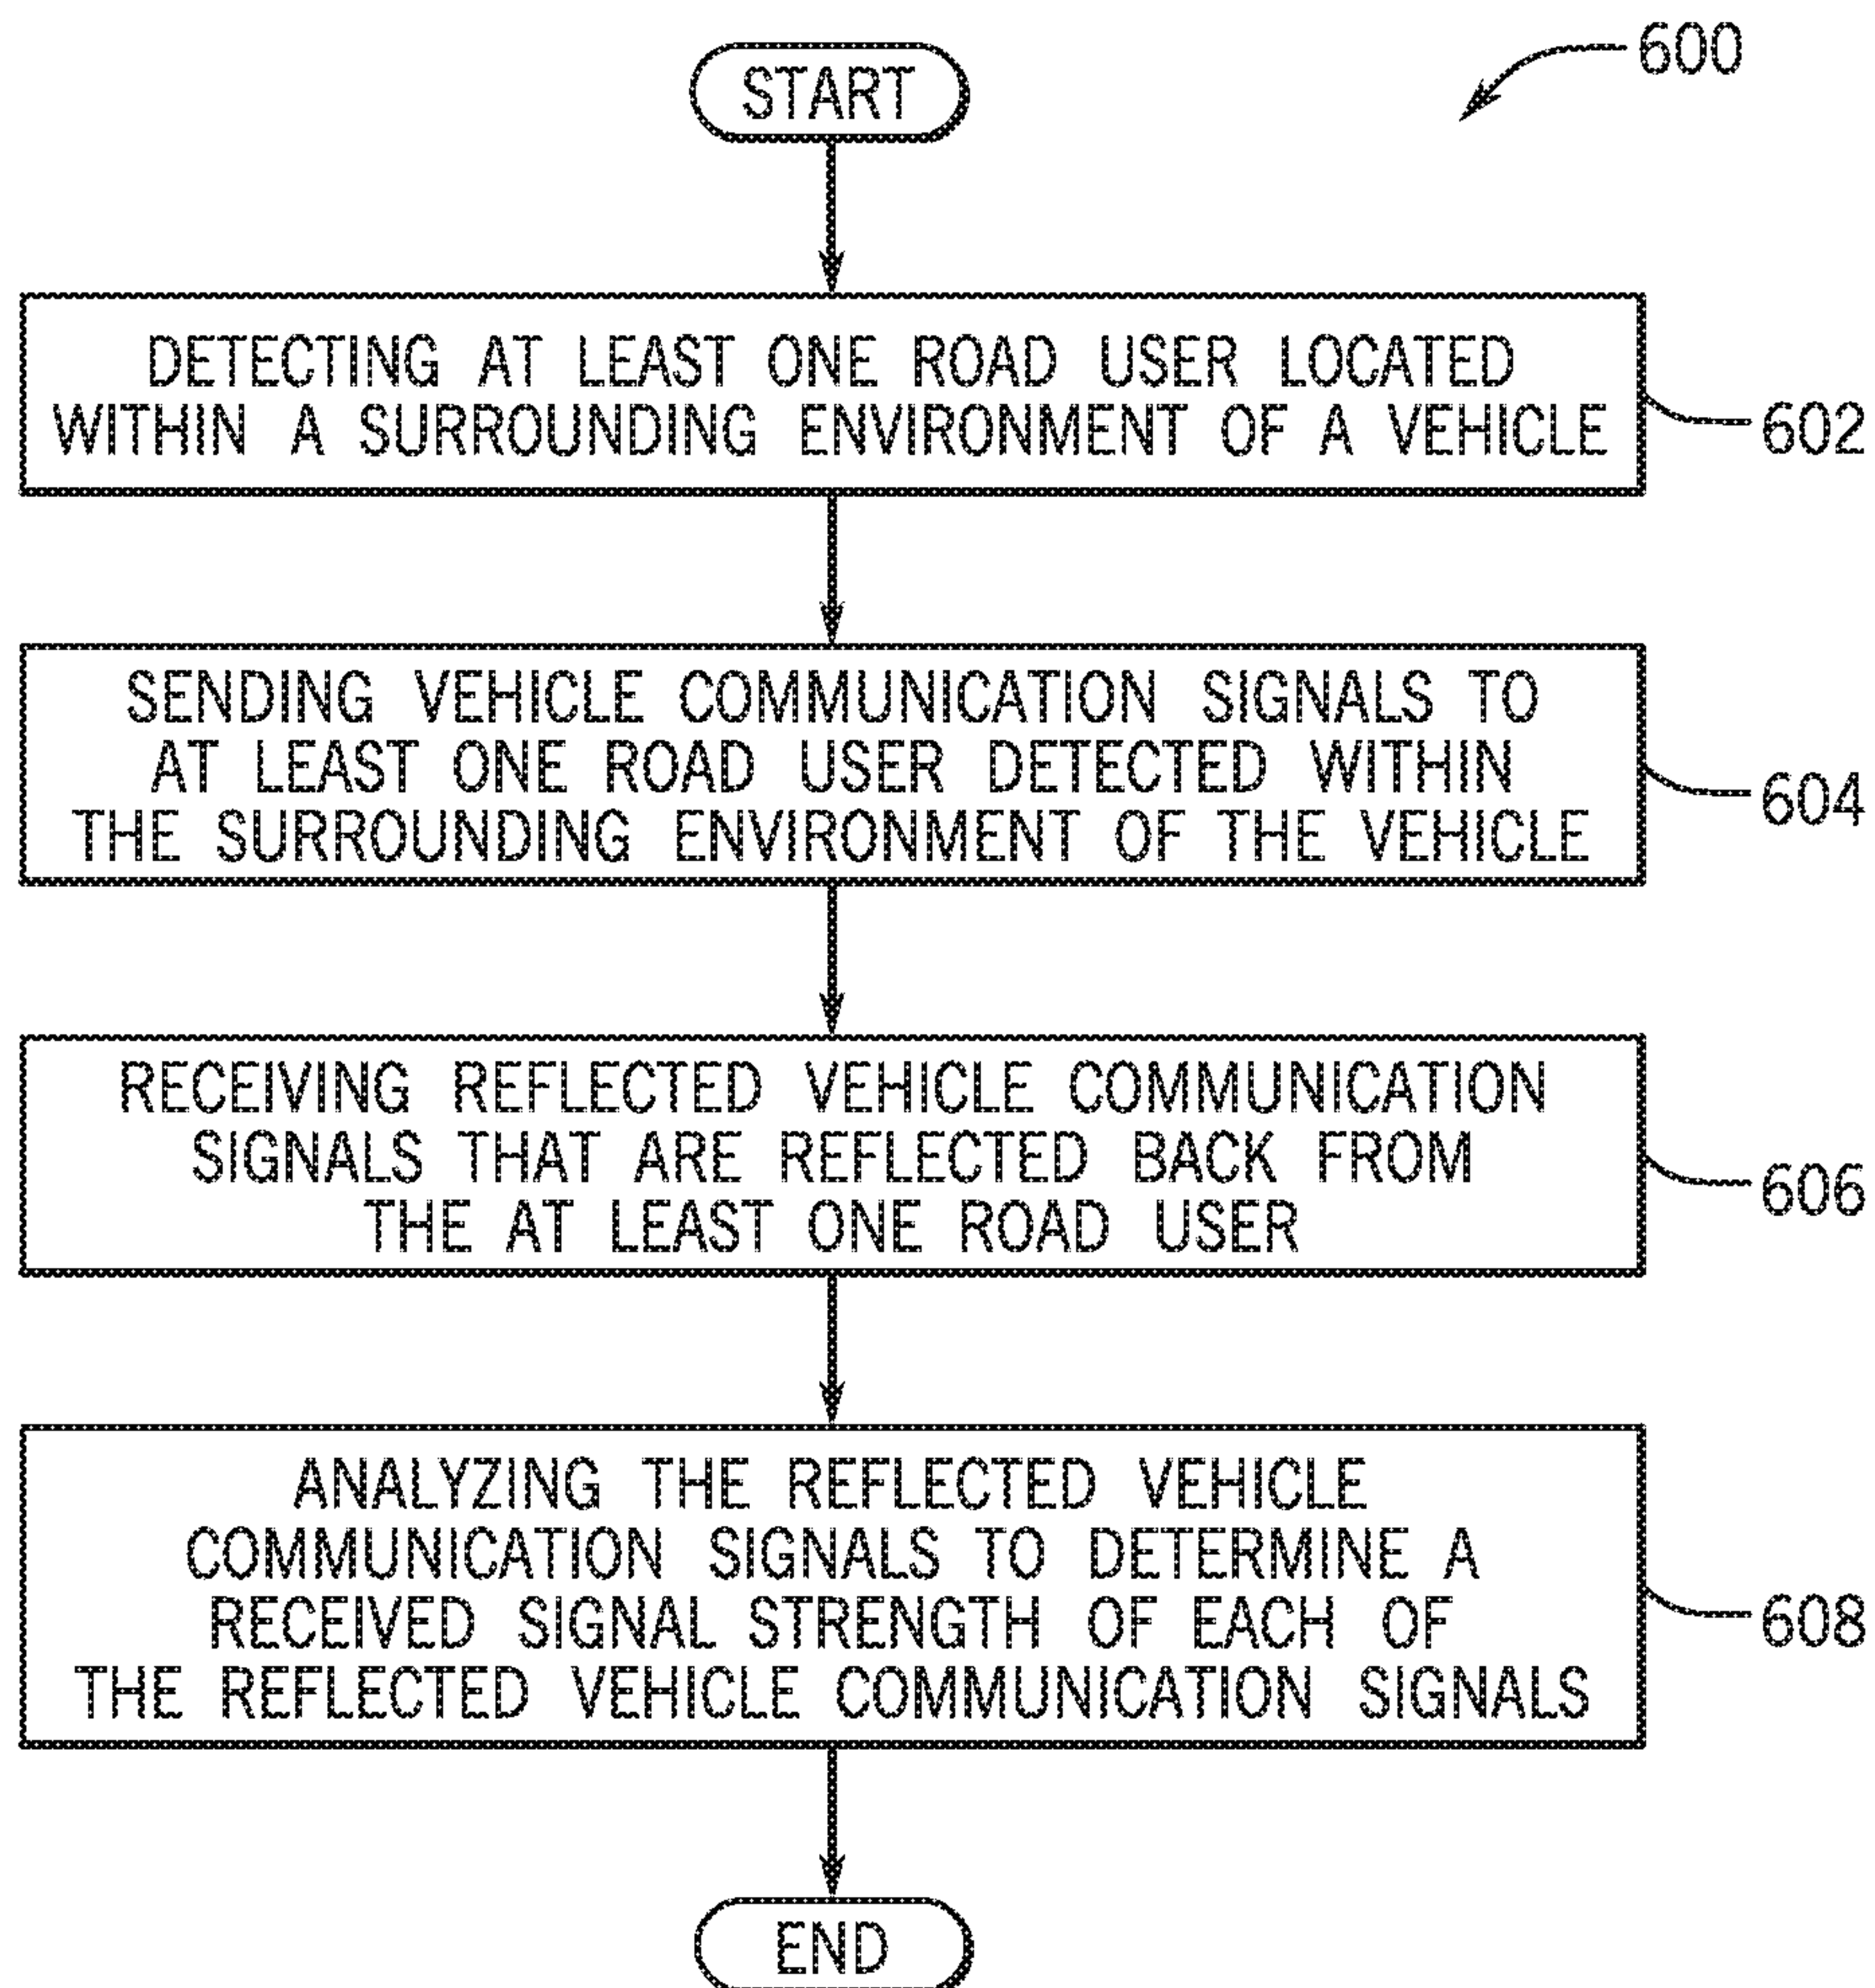 600
START
DETECTING AT LEAST ONE ROAD USER LOCATED
WITHIN A SURROUNDING ENVIRONMENT OF A VEHICLE
602
SENDING VEHICLE COMMUNICATION SIGNALS TO
AT LEAST ONE ROAD USER DETECTED WITHIN
THE SURROUNDING ENVIRONMENT OF THE VEHICLE
604
RECEIVING REFLECTED VEHICLE COMMUNICATION
SIGNALS THAT ARE REFLECTED BACK FROM
THE AT LEAST ONE ROAD USER
606
ANALYZING THE REFLECTED VEHICLE
COMMUNICATION SIGNALS TO DETERMINE A
RECEIVED SIGNAL STRENGTH OF EACH OF
THE REFLECTED VEHICLE COMMUNICATION SIGNALS
608
END